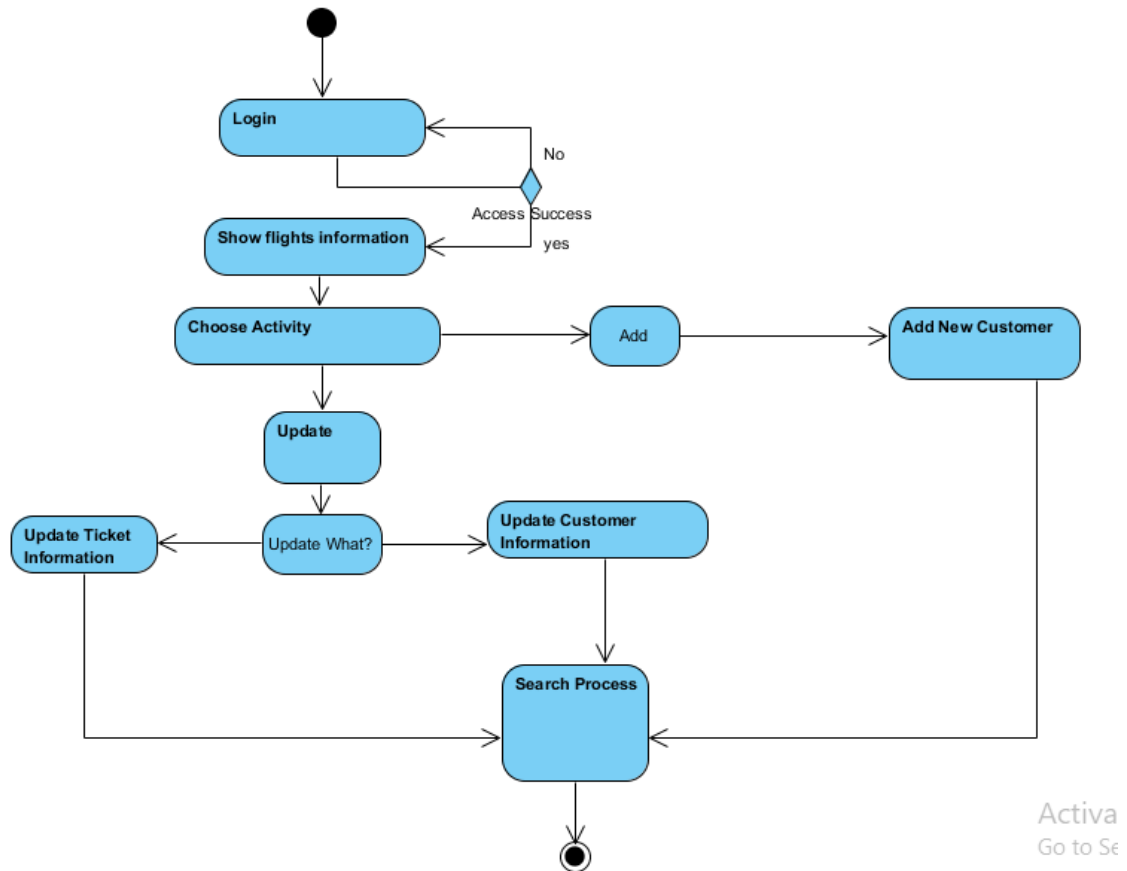 Login
No
Access Success
yes
Show flights information
Choose Activity
Add
Add New Customer
Update
Update Ticket
Information
Update What?
Update Customer
Information
Search Process
Activa
Go to Se